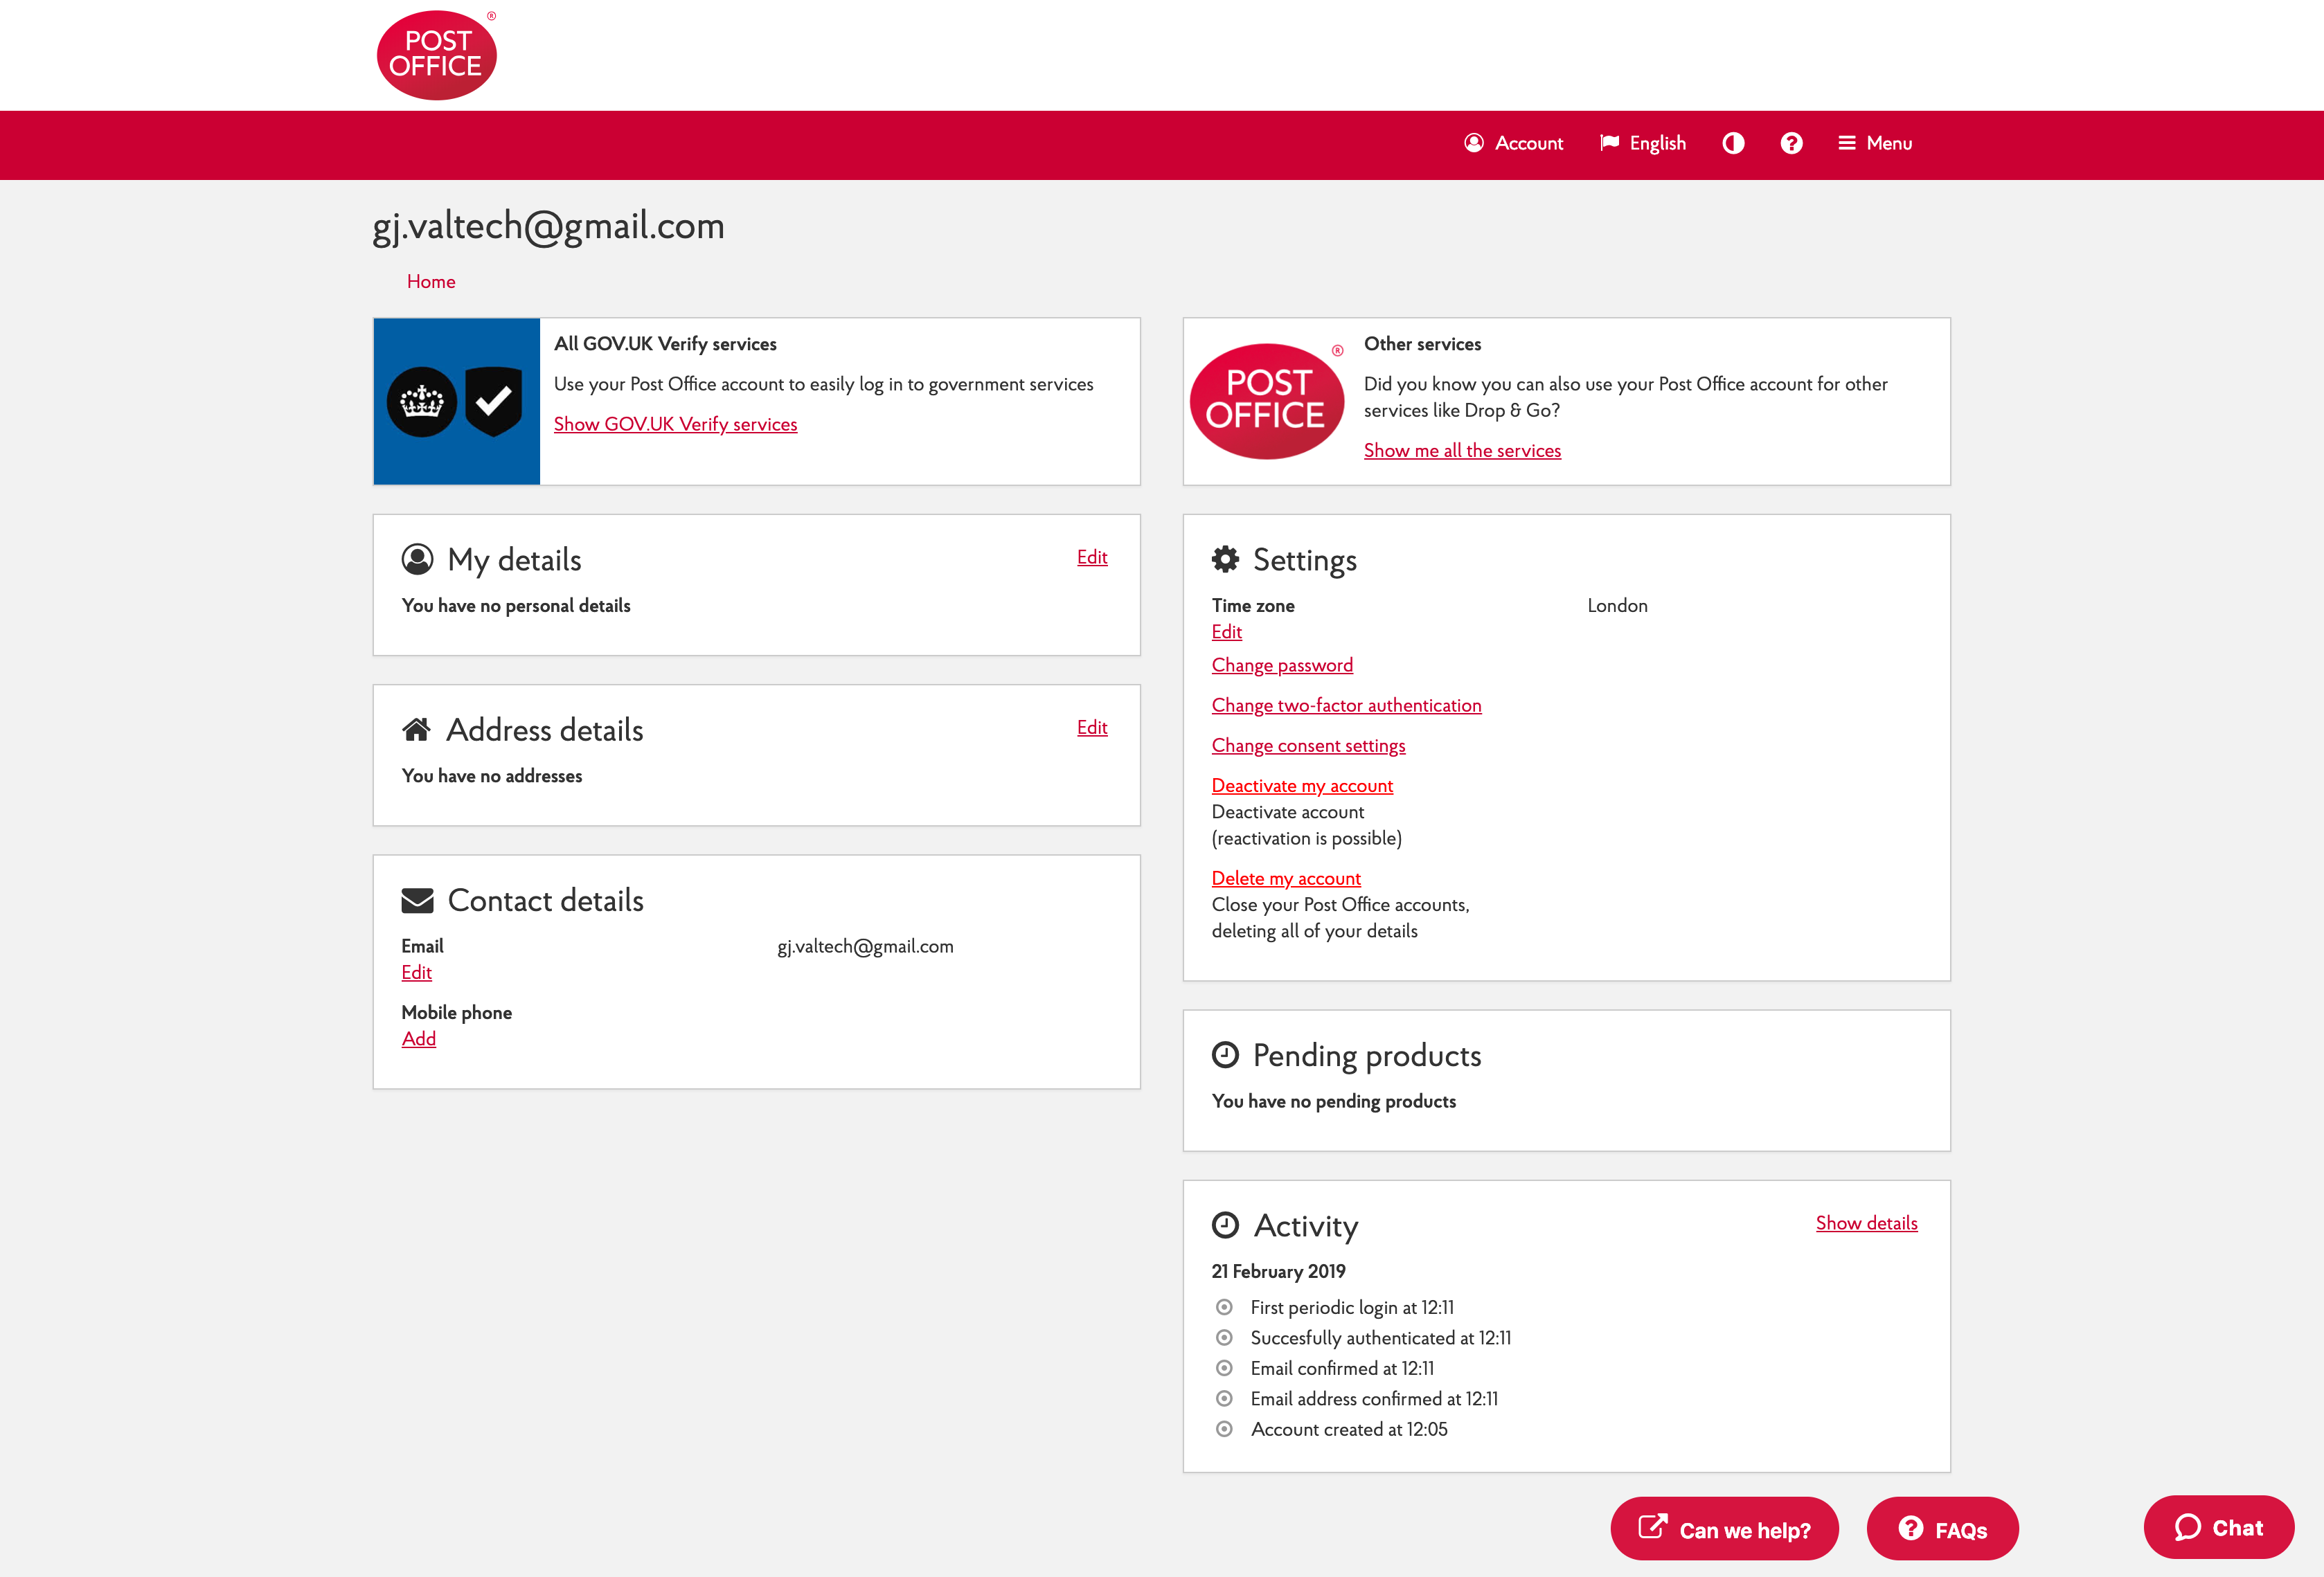 POST
OFFICE
®
Account
English
Menu
gj.valtech@gmail.com
Home
All GOV.UK Verify services
Use your Post Office account to easily log in to government services
Show GOV.UK Verify services
POST
OFFICE
®
Other services
Did you know you can also use your Post Office account for other
services like Drop & Go?
Show me all the services
My details
Edit
You have no personal details
Address details
Edit
You have no addresses
Contact details
Email
gj.valtech@gmail.com
Edit
Mobile phone
Add
Settings
Time zone
London
Edit
Change password
Change two-factor authentication
Change consent settings
Deactivate my account
Deactivate account
(reactivation is possible)
Delete my account
Close your Post Office accounts,
deleting all of your details
Pending products
You have no pending products
Activity
Show details
21 February 2019
First periodic login at 12:11
Succesfully authenticated at 12:11
Email confirmed at 12:11
Email address confirmed at 12:11
Account created at 12:05
Can we help?
FAQs
Chat